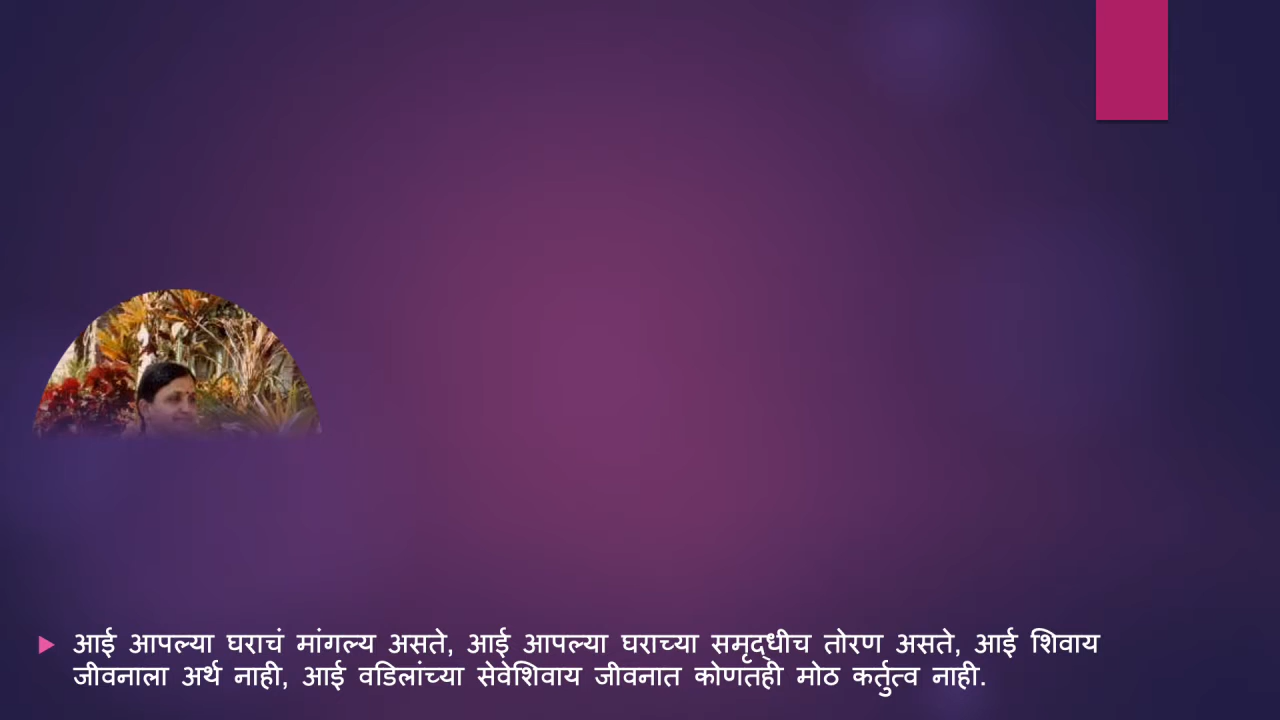 आई आपल्या घराचं मांगल्य असते, आई आपल्या घराच्या समृद्धीच तोरण असते, आई शिवाय
जीवनाला अर्थ नाही, आई वडिलांच्या सेवेशिवाय जीवनात कोणतही मोठ कर्तुत्व नाही.